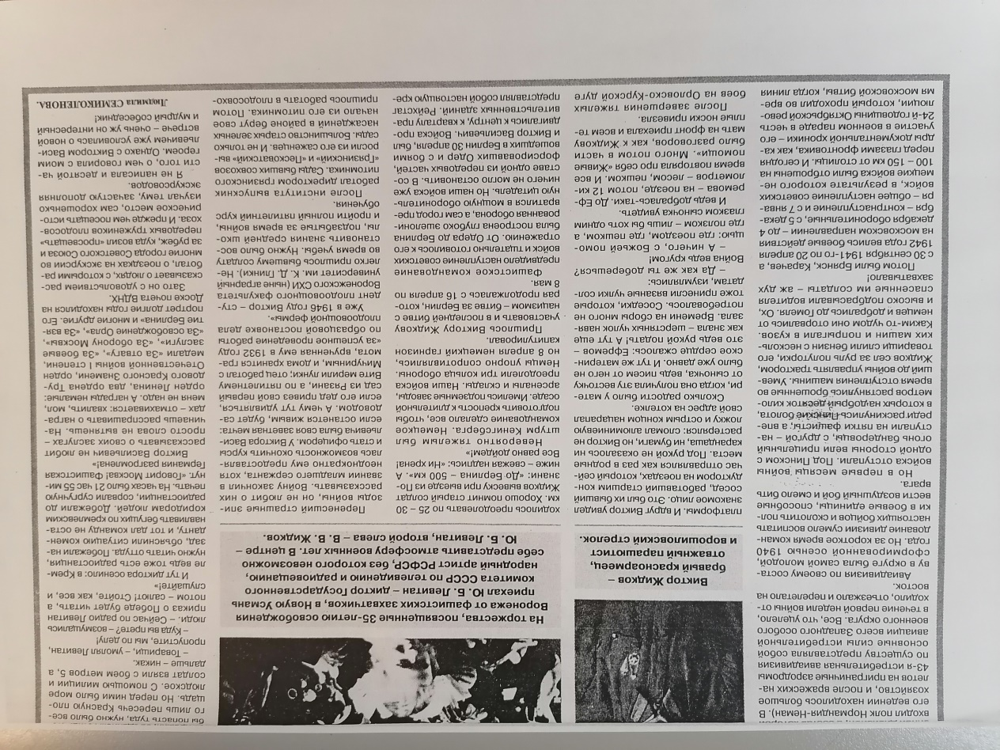 входил полк Нормандия-Неман). В
его ведении находилось большое
хозяйство, и после вражеских на-
летов на приграничные аэродромы
43-я истребительная авиадивизия
по существу представляла собой
основные силы истребительной
авиации всего Западного особого
военного округа. Все, что уцелело,
в течение первой недели войны от-
ходило, отъезжало и перелетало на
восток.
Авиадивизия по своему соста-
ву в округе была самой молодой,
сформированной осенью 1940
года. Но за короткое время коман-
дование дивизии сумело воспитать
настоящих бойцов и сколотить пол-
ки в боевые единицы, способные
вести воздушный бой и смело бить
врага.
Но в первые месяцы войны
войска отступали. Под Пинском с
одной стороны вели прицельный
огонь бандеровцы, с другой – на-
ступали на пятки фашисты, а впе-
реди раскинулись Пинские болота,
на которых на добрый десяток кило-
метров растянулись брошенные во
время отступления машины. Умев-
ший до войны управлять трактором,
Жидков сел за руль полуторки, его
товарищи слили бензин с несколь-
ких машин и попрыгали в кузов.
Каким-то чудом они оторвались от
немцев и добрались до Гомеля. Ох,
и высоко подбрасывали водителя
спасенные им солдаты – аж дух
захватывало!
Потом были Брянск, Карачев, а
с 30 сентября 1941-го по 20 апреля
1942 года велись боевые действия
на московском направлении – до 4
декабря оборонительные, с 5 дека-
бря – контрнаступление и с 7 янва-
ря – общее наступление советских
войск, в результате которого не-
мецкие войска были отброшены на
100 – 150 км от столицы. И сегодня
перед глазами фронтовика, как ка-
дры документальной хроники – его
участие в военном параде в честь
24-й годовщины Октябрьской рево-
люции, который проходил во вре-
мя московской битвы, когда линия
Виктор Жидков –
бравый красноармеец,
отважный парашютист
и ворошиловский стрелок.
платформы. И вдруг Виктор увидел
знакомое лицо. Это был их бывший
сосед, работавший старшим кон-
дуктором на поездах, который сей-
час отправлялся как раз в родные
места. Под рукой не оказалось ни
карандаша, ни бумаги, но Виктор не
растерялся: сломал алюминиевую
ложку и острым концом нацарапал
свой адрес на котелке.
Сколько радости было у мате-
ри, когда она получила эту весточку
от сыночка, ведь писем от него не
было уже давно. И тут же материн-
ское сердце сжалось: Ефремов –
это ведь рукой подать! А тут еще
как знала – шерстяных чулок навя-
зала. Времени на сборы много не
потребовалось. Соседки, которые
тоже принесли вязаные чулки сол-
датам, изумлялись:
– Да как же ты доберешься?
Война ведь кругом!
– А ничего, с Божьей помо-
щью: где поездом, где пешком, а
где ползком – лишь бы хоть одним
глазком сыночка увидеть.
И ведь добралась-таки. До Еф-
ремова – на поезде, потом 12 ки-
лометров – лесом, пешком. И все
время повторяла про себя «Живые
помощи». Много потом в части
было разговоров, как к Жидкову
мать на фронт приехала и всем те-
плые носки привезла.
После завершения тяжелых
боев на Орловско-Курской дуге
На торжества, посвященные 35-летию освобождения
Воронежа от фашистских захватчиков, в Новую Усмань
приехал Ю. Б. Левитан – диктор Государственного
комитета СССР по телевидению и радиовещанию,
народный артист РСФСР, без которого невозможно
себе представить атмосферу военных лет. В центре –
Ю. Б. Левитан, второй слева – В. В. Жидков.
ходилось преодолевать по 25 – 30
км. Хорошо помнит старый солдат
Жидков вывеску при выезде из По-
знани: «До Берлина – 500 км». А
ниже – свежая надпись: «Ни хрена!
Все равно дойдем!»
Невероятно тяжелым был
штурм Кенигсберга. Немецкое
командование сделало все, чтобы
подготовить крепость к длительной
осаде. Имелись подземные заводы,
арсеналы и склады. Наши войска
преодолели три кольца обороны.
Немцы упорно сопротивлялись,
но 8 апреля немецкий гарнизон
капитулировал.
Пришлось Виктору Жидкову
участвовать и в последней битве с
нацизмом – битве за Берлин, кото-
рая продолжалась с 16 апреля по
8 мая.
Фашистское командование
предвидело наступление советских
войск и тщательно готовилось к его
отражению. От Одера до Берлина
была построена глубоко эшелони-
рованная оборона, а сам город пре-
вратился в мощную оборонитель-
ную цитадель. Но наши войска уже
ничего не могло остановить. В со-
ставе одной из передовых частей,
форсировавших Одер и с боями
вошедших в Берлин 30 апреля, был
и Виктор Васильевич. Войска про-
двигались к центру, к кварталу пра-
вительственных зданий. Рейхстаг
представлял собой настоящую кре-
Перенесший страшные эпи-
зоды войны, он не любит о них
рассказывать. Войну закончил в
звании младшего сержанта, хотя
неоднократно ему предоставля-
лась возможность окончить курсы
и стать офицером. У Виктора Васи-
льевича была своя заветная мечта:
если останется живым, будет са-
доводом. А чему тут удивляться,
если его дед привез свой первый
сад из Рязани, а по пятилетнему
Вите мерили лунки; отец работал с
Мичуриным, и дома хранится гра-
мота, врученная ему в 1932 году
«за успешное проведение работы
по образцовой постановке дела
плодоовощной фермы».
Уже в 1946 году Виктор – сту-
дент плодоовощного факультета
Воронежского СХИ (ныне аграрный
университет им. К. Д. Глинки). Не-
легко пришлось бывшему солдату
во время учебы. Нужно было вос-
становить знания средней шко-
лы, подзабытые за время войны,
и пройти полный пятилетний курс
обучения.
После института выпускник
работал директором грязинского
питомника. Сады бывших совхозов
«Грязинский» и «Песковатский» вы-
росли из его саженцев. И не только
сады. Большинство старых зеленых
насаждений в районе берут свое
начало из его питомника. Потом
пришлось работать в плодосовхо-
бы попасть туда, нужно было все-
го лишь пересечь Красную пло-
щадь. Но перед ними было море
людское. С помощью милиции и
солдат взяли с боем метров 5, а
дальше – никак.
– Товарищи, – умолял Левитан,
пропустите, мы по делу!
– Куда вы прете? – возмущались
люди. – Сейчас по радио Левитан
приказ о Победе будет читать, а
потом – салют! Стойте, как все, и
слушайте!»
И тут диктора осенило: в Крем-
ле ведь тоже есть радиостанция,
нужно читать оттуда. Побежали на-
зад, объяснили ситуацию комен-
данту, и тот дал команду не оста-
навливать бегущих по кремлевским
коридорам людей. Добежали до
радиостанции, сорвали сургучную
печать. На часах было 21 час 55 ми-
нут. «Говорит Москва! Фашистская
Германия разгромлена!»
Виктор Васильевич не любит
рассказывать о своих заслугах –
просто слова не вытянешь. На-
чинаешь расспрашивать о награ-
дах – отмахивается: хвалить, мол,
меня не надо. А награды немалые:
орден Ленина, два ордена Тру-
дового Красного Знамени, орден
Отечественной войны I степени,
медали «За отвагу», «За боевые
заслуги», «За оборону Москвы»,
«За освобождение Орла», «За взя-
тие Берлина» и многие другие. Его
портрет долгие годы находился на
Доске почета ВДНХ.
Зато он с удовольствием рас-
сказывает о людях, с которыми ра-
ботал, о поездках на экскурсии во
многие города Советского Союза и
за рубеж, куда возил «просвещать»
передовых тружеников плодосов-
хоза. И прежде чем посещать исто-
рическое место, сам хорошенько
изучал тему, зачастую дополняя
экскурсоводов.
Я не написала и десятой ча-
сти того, о чем говорила с моим
героем. Однако с Виктором Васи-
льевичем уже условилась о новой
встрече – очень уж он интересный
и мудрый собеседник!
Людмила СЕМИКОЛЕНОВА.